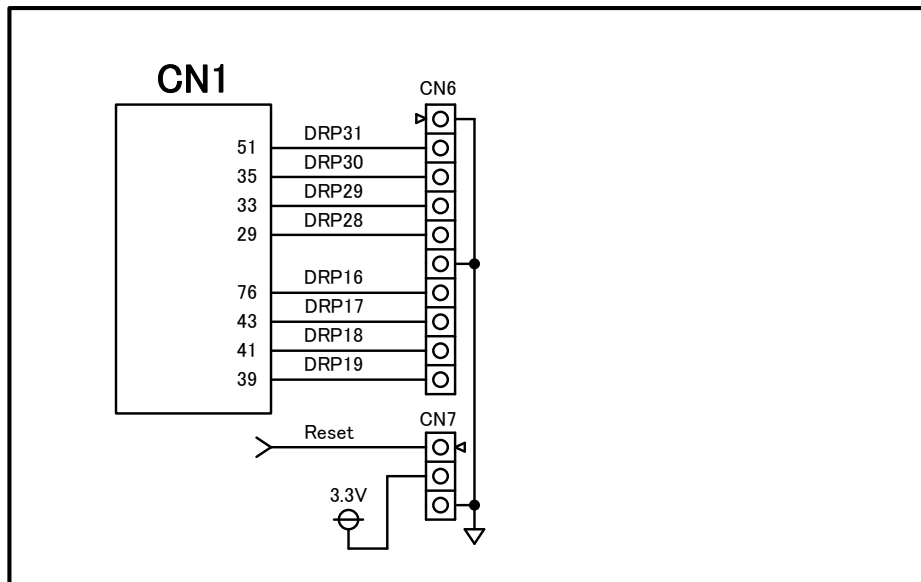 CN1
CN6
51 DRP31
35 DRP30
33 DRP29
29 DRP28
76 DRP16
43 DRP17
41 DRP18
39 DRP19
CN7
Reset
3.3V